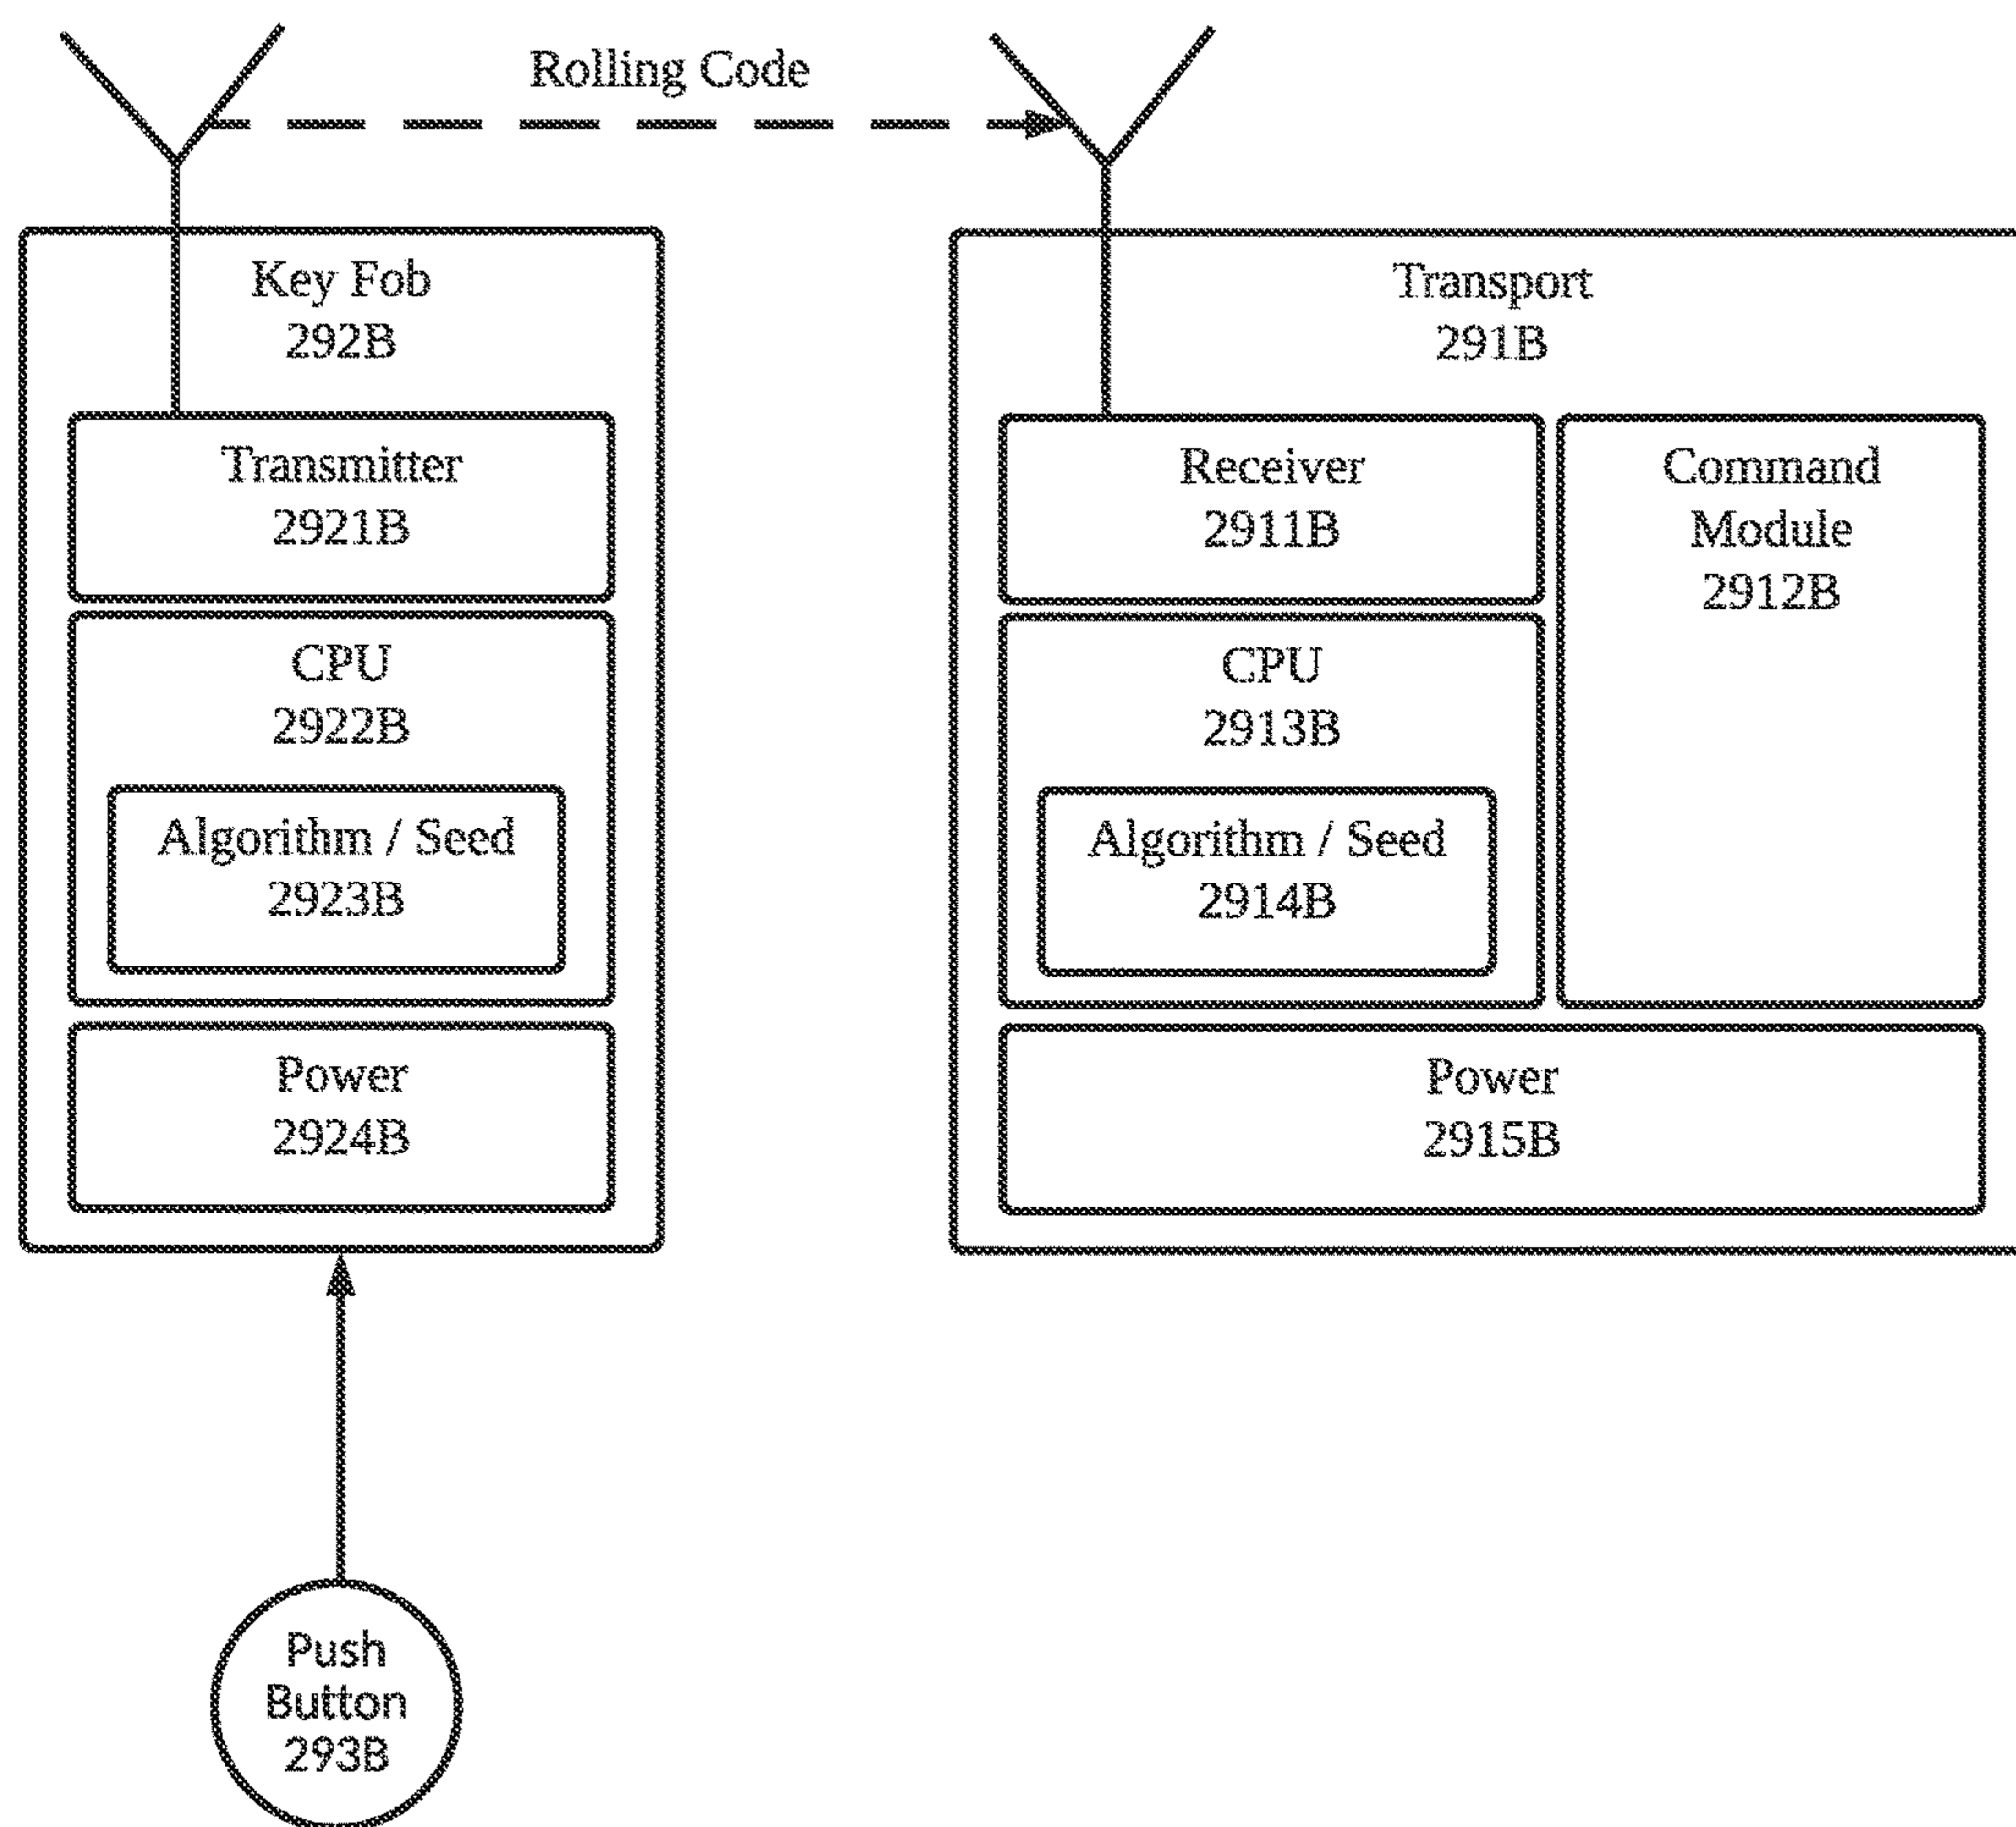 Rolling Code
Key Fob
292B
Transmitter
2921B
CPU
2922B
Algorithm / Seed
2923B
Power
2924B
Push
Button
293B
Transport
291B
Receiver
2911B
Command
Module
2912B
CPU
2913B
Algorithm / Seed
2914B
Power
2915B